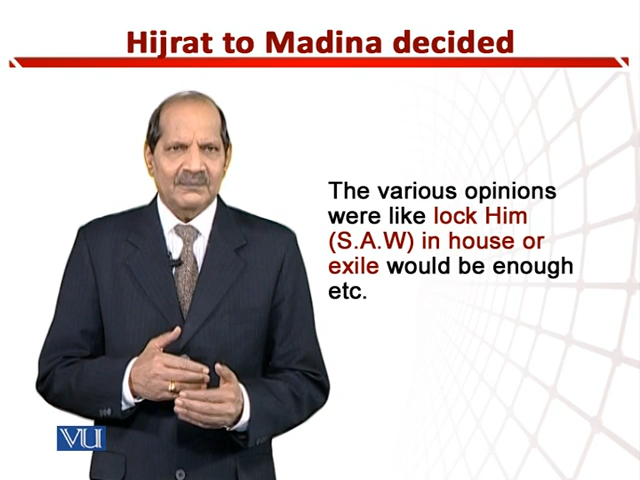 Hijrat to Madina decided
The various opinions
were like lock Him
(S.A.W) in house or
exile would be enough
etc.
VU